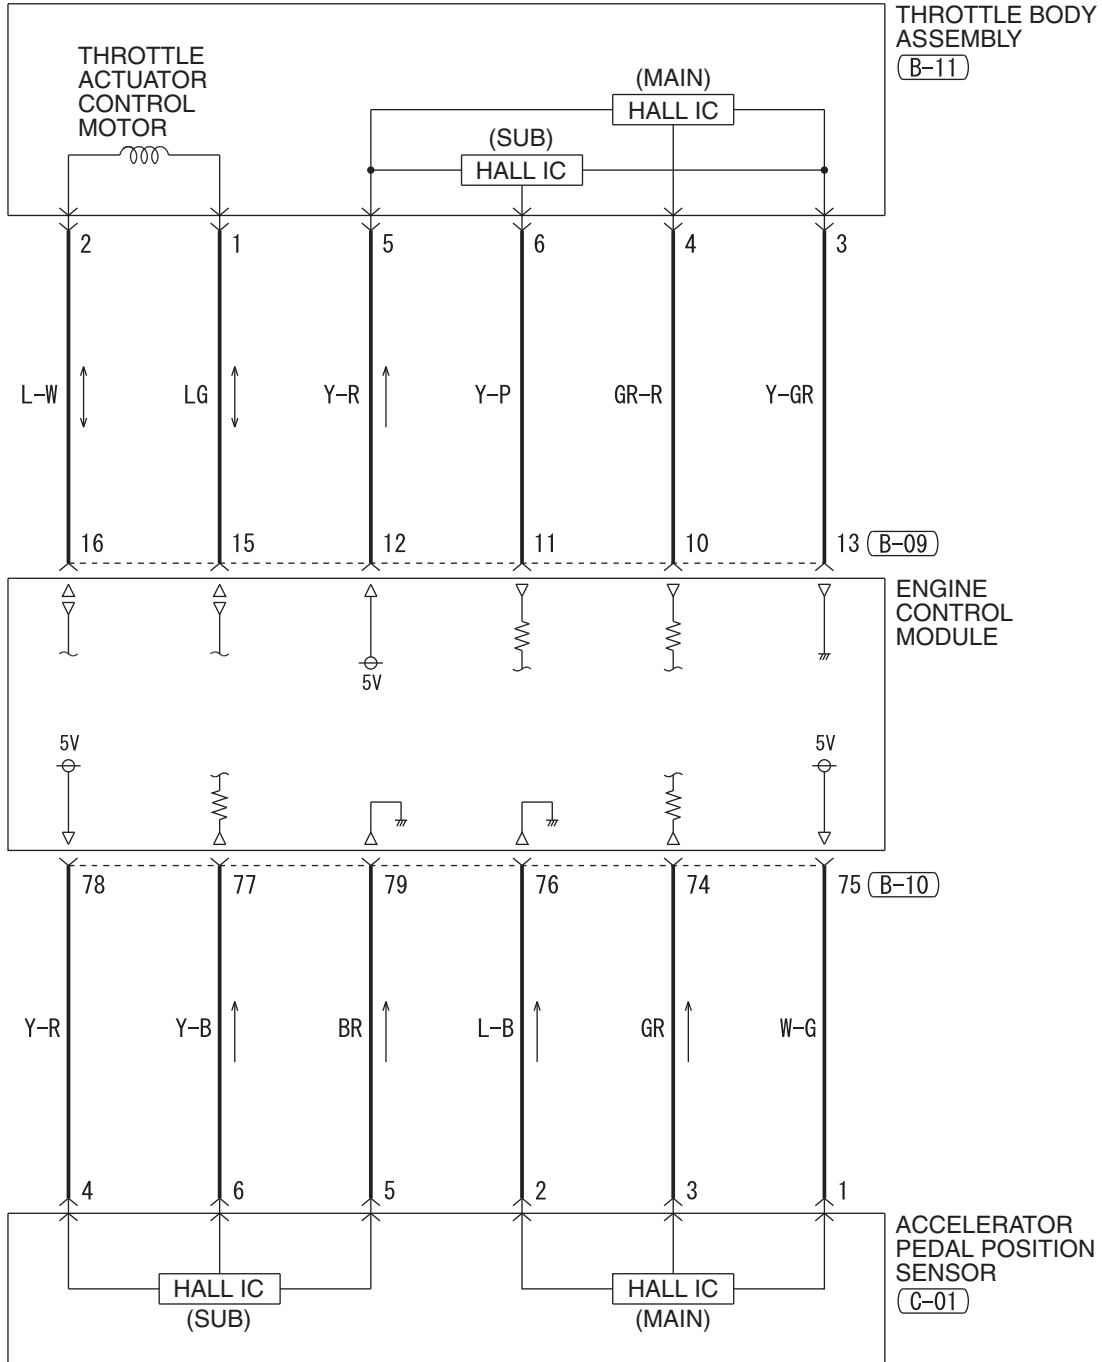 THROTTLE BODY
ASSEMBLY
B-11
THROTTLE
ACTUATOR
CONTROL
MOTOR
(MAIN)
HALL IC
(SUB)
HALL IC
2 1 5 6 4 3
L-W LG Y-R Y-P GR-R Y-GR
16 15 12 11 10 13 B-09
ENGINE
CONTROL
MODULE
5V
5V 5V
78 77 79 76 74 75 B-10
Y-R Y-B BR L-B GR W-G
4 6 5 2 3 1
ACCELERATOR
PEDAL POSITION
SENSOR
C-01
HALL IC HALL IC
(SUB) (MAIN)